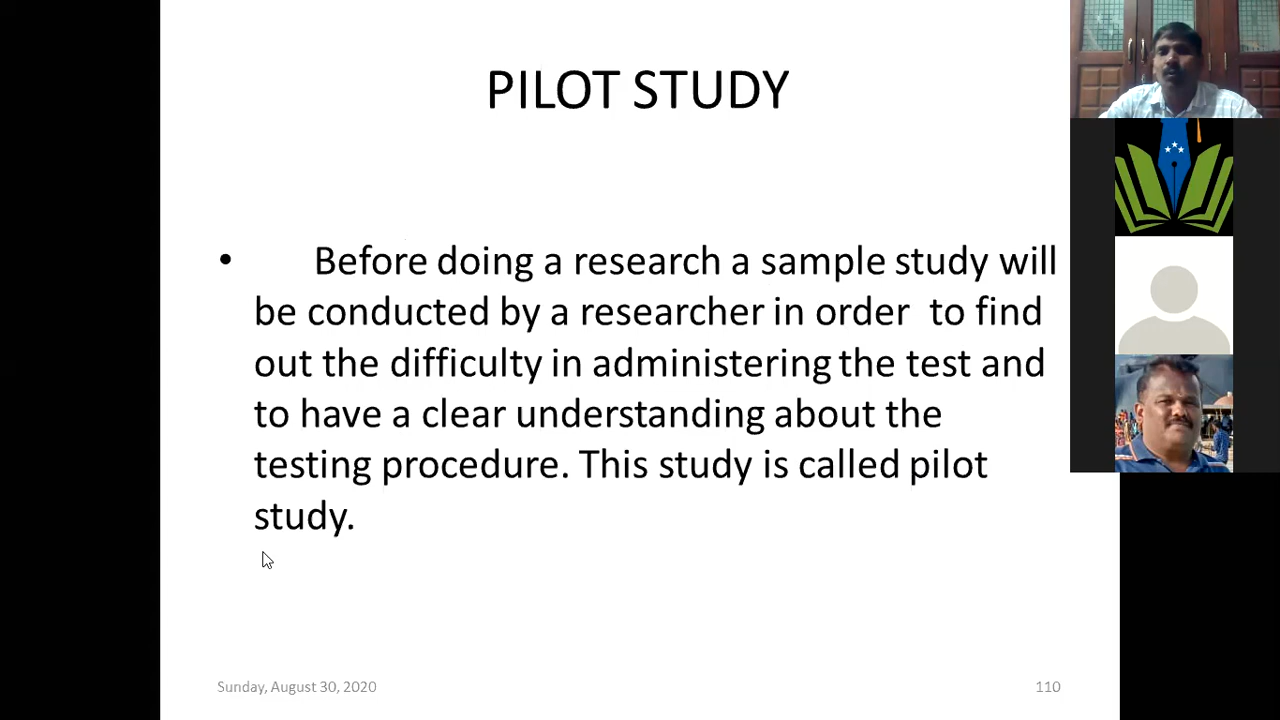 PILOT STUDY
• Before doing a research a sample study will
be conducted by a researcher in order to find
out the difficulty in administering the test and
to have a clear understanding about the
testing procedure. This study is called pilot
study.
Sunday, August 30, 2020
110